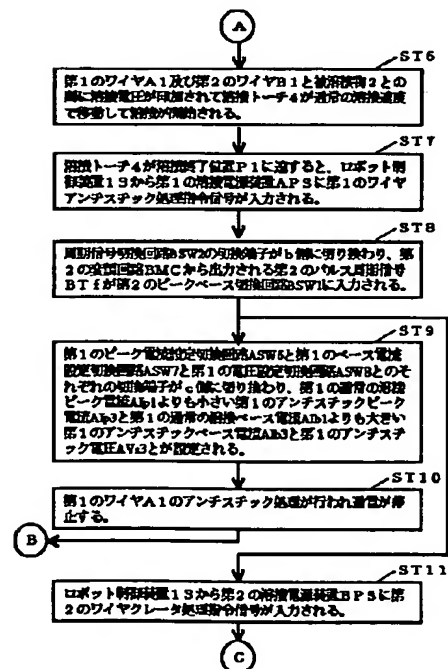 A
ST6
第1のワイヤA1及び第2のワイヤB1と被溶接物2との
間に溶接電圧が印加されて溶接トーチ4が通常の溶接速度
で移動して溶接が開始される。
ST7
溶接トーチ4が溶接終了位置P1に達すると、ロボット制
御装置13から第1の溶接電源装置APSに第1のワイヤ
アンチスチック処理指令信号が入力される。
ST8
周期信号切換回路BSW2の切換端子がb側に切り換わり、第
2の変調回路BMCから出力される第2のパルス周期信号
BTfが第2のピークベース切換回路BSW1に入力される。
ST9
第1のピーク電流設定切換回路ASW6と第1のベース電流
設定切換回路ASW7と第1の電圧設定切換回路ASW8とのそ
れぞれの切換端子がc側に切り換わり、第1の通常の溶接
ピーク電流AIp1よりも小さい第1のアンチスチックピーク
電流AIp3と第1の通常の溶接ベース電流AIb1よりも大きい
第1のアンチスチックベース電流AIb3と第1のアンチスチ
ック電圧AVs3とが設定される。
ST10
第1のワイヤA1のアンチスチック処理が行われ通電が停
止する。
B
ST11
ロボット制御装置13から第2の溶接電源装置BPSに第
2のワイヤクレータ処理指令信号が入力される。
C